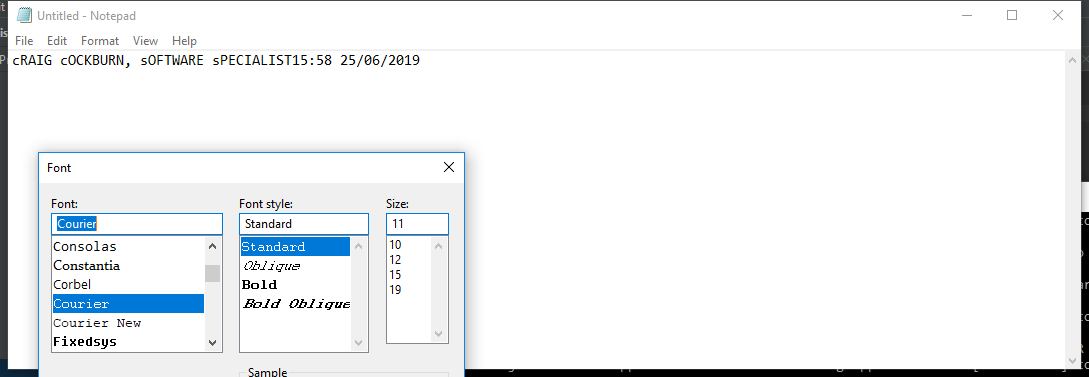 Untitled - Notepad
File Edit Format View Help
cRAIG cOCKBURN, sOFTWARE sPECIALIST15:58 25/06/2019
Font
Font: Font style: Size:
Courier Standard 11
Consolas Standard 10
Constantia Oblique 12
Corbel Bold 15
Courier Bold Oblique 19
Courier New
Fixedsys
Sample